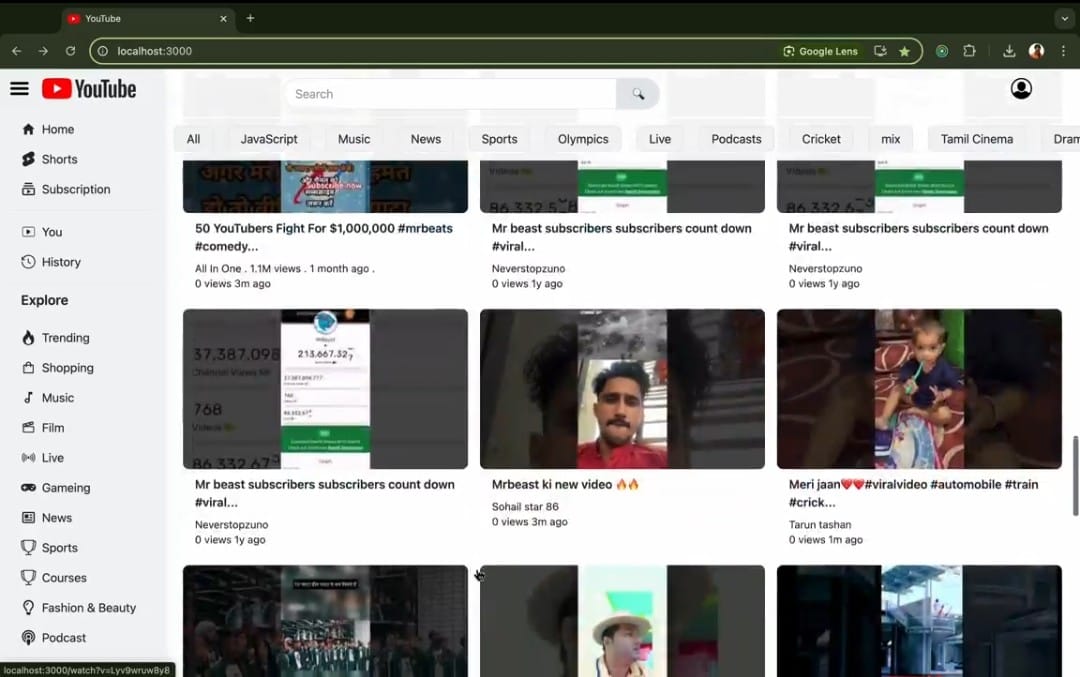 YouTube
localhost:3000
Google Lens
YouTube
Search
All
JavaScript
Music
News
Sports
Olympics
Live
Podcasts
Cricket
mix
Tamil Cinema
Dram
Home
Shorts
Subscription
You
History
Explore
Trending
Shopping
Music
Film
Live
Gameing
News
Sports
Courses
Fashion & Beauty
Podcast
अगर मरा
Subscribe now
50 YouTubers Fight For $1,000,000 #mrbeats
#comedy...
All In One . 1.1M views . 1 month ago .
0 views 3m ago
Mr beast subscribers subscribers count down
#viral...
Neverstopzuno
0 views 1y ago
Mr beast subscribers subscribers count down
#viral...
Neverstopzuno
0 views 1y ago
37,387,098
768
Videos
86,332,67
213,667,32
Mr beast subscribers subscribers count down
#viral...
Neverstopzuno
0 views 1y ago
Mrbeast ki new video 🔥🔥
Sohail star 86
0 views 3m ago
Meri jaan❤️❤️#viralvideo #automobile #train
#crick...
Tarun tashan
0 views 1m ago
localhost:3000/watch?v=Lyv9wruw8y8